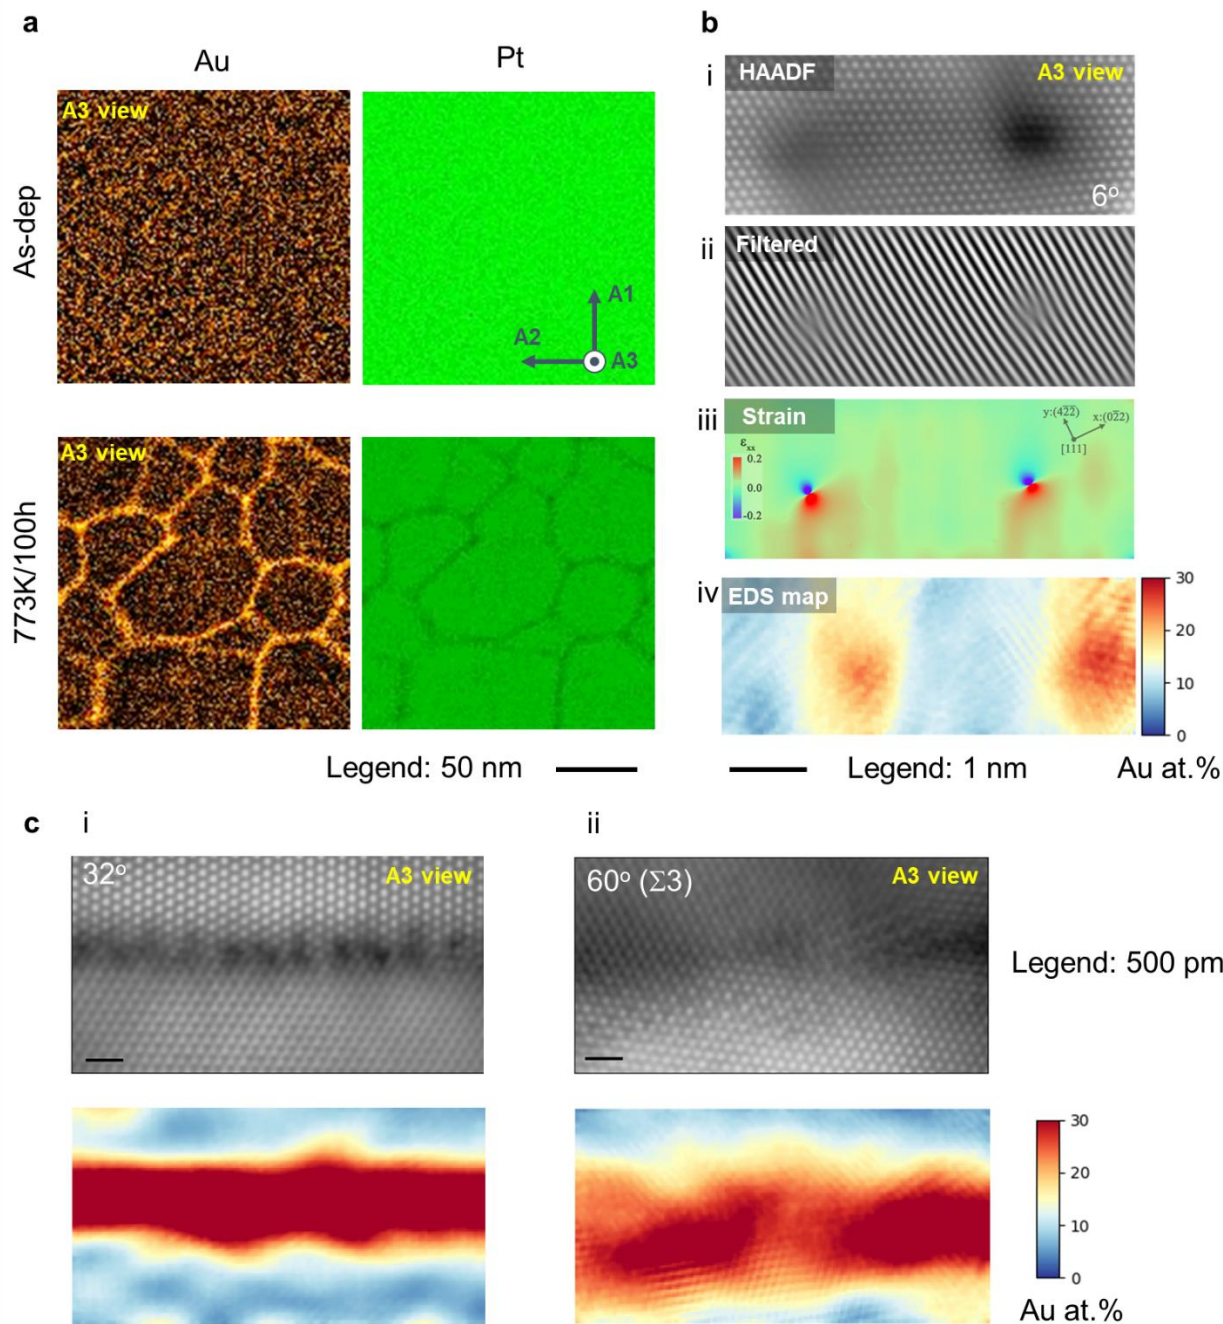 a
Au
Pt
As-dep
A3 view
A1
A2
A3
773K/100h
A3 view
Legend: 50 nm
b
i
HAADF
A3 view
6°
ii
Filtered
iii
Strain
εxx
0.2
0.0
-0.2
y:(42̄2̄)
x:(02̄2)
[111]
iv
EDS map
30
20
10
0
Legend: 1 nm
Au at.%
c
i
32°
A3 view
ii
60° (Σ3)
A3 view
Legend: 500 pm
30
20
10
0
Au at.%